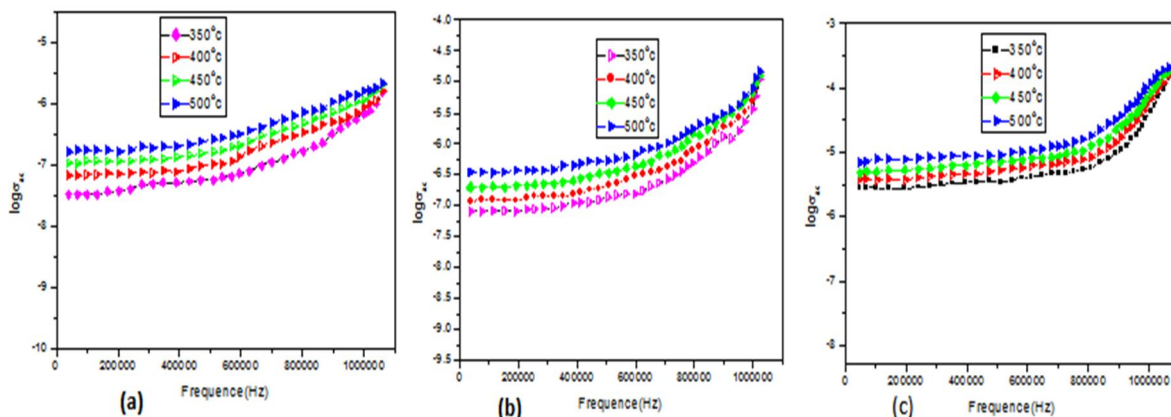 350°c
400°c
450°c
500°c
-5
-6
-7
-8
-9
-10
logσac
0 200000 400000 600000 800000 1000000
Frequence(Hz)
(a)
350°c
400°c
450°c
500°c
-4.0
-4.5
-5.0
-5.5
-6.0
-6.5
-7.0
-7.5
-8.0
-8.5
-9.0
-9.5
logσac
0 200000 400000 600000 800000 1000000
Frequence(Hz)
(b)
350°c
400°c
450°c
500°c
-3
-4
-5
-6
-7
-8
logσac
0 200000 400000 600000 800000 1000000
Frequence(Hz)
(c)